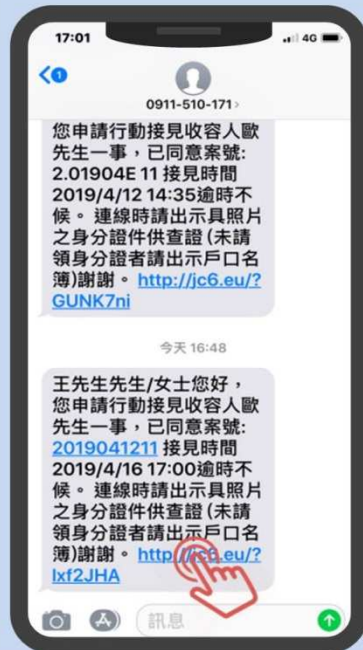 17:01
4G
1
0911-510-171
您申請行動接見收容人歐
先生一事，已同意案號:
2.01904E 11 接見時間
2019/4/12 14:35逾時不
候。 連線時請出示具照片
之身分證件供查證 (未請
領身分證者請出示戶口名
簿)謝謝。 http://jc6.eu/?
GUNK7ni
今天 16:48
王先生先生/女士您好，
您申請行動接見收容人歐
先生一事，已同意案號:
2019041211 接見時間
2019/4/16 17:00逾時不
候。 連線時請出示具照片
之身分證件供查證 (未請
領身分證者請出示戶口名
簿)謝謝。 http://jc6.eu/?
lxf2JHA
訊息